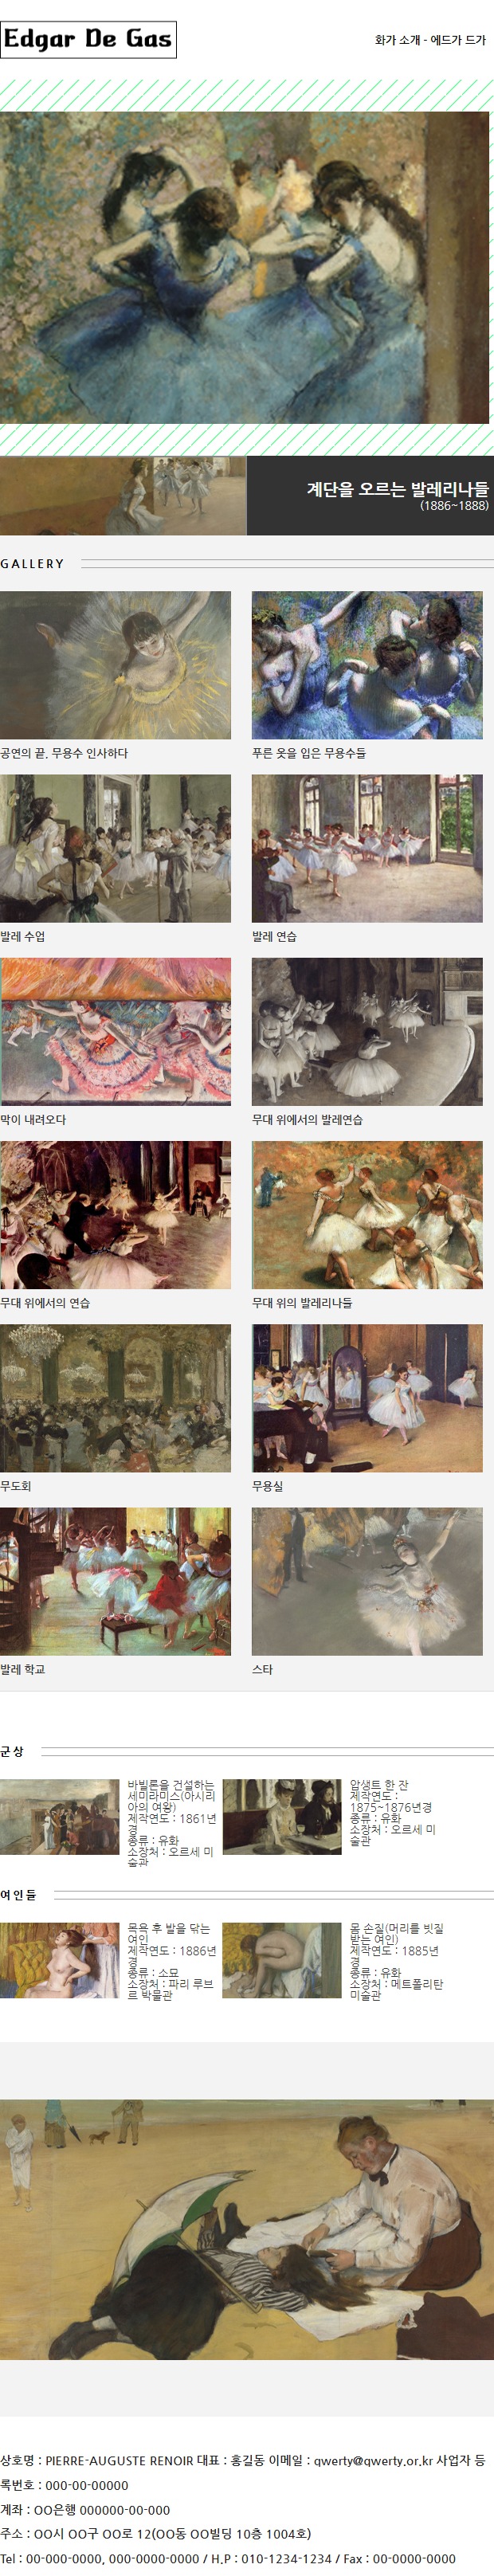 Edgar De Gas
화가 소개 - 에드가 드가
계단을 오르는 발레리나들
(1886~1888)
GALLERY
공연의 끝, 무용수 인사하다
푸른 옷을 입은 무용수들
발레 수업
발레 연습
막이 내려오다
무대 위에서의 발레연습
무대 위에서의 연습
무대 위의 발레리나들
무도회
무용실
발레 학교
스타
군상
바빌론을 건설하는
세미라미스(아시리
아의 여왕)
제작연도 : 1861년
경
종류 : 유화
소장처 : 오르세 미
술관
압생트 한 잔
제작연도 :
1875~1876년경
종류 : 유화
소장처 : 오르세 미
술관
여인들
목욕 후 발을 닦는
여인
제작연도 : 1886년
경
종류 : 소묘
소장처 : 파리 루브
르 박물관
몸 손질(머리를 빗질
받는 여인)
제작연도 : 1885년
경
종류 : 유화
소장처 : 메트폴리탄
미술관
상호명 : PIERRE-AUGUSTE RENOIR 대표 : 홍길동 이메일 : qwerty@qwerty.or.kr 사업자 등
록번호 : 000-00-00000
계좌 : OO은행 000000-00-000
주소 : OO시 OO구 OO로 12(OO동 OO빌딩 10층 1004호)
Tel : 00-000-0000, 000-0000-0000 / H.P : 010-1234-1234 / Fax : 00-0000-0000